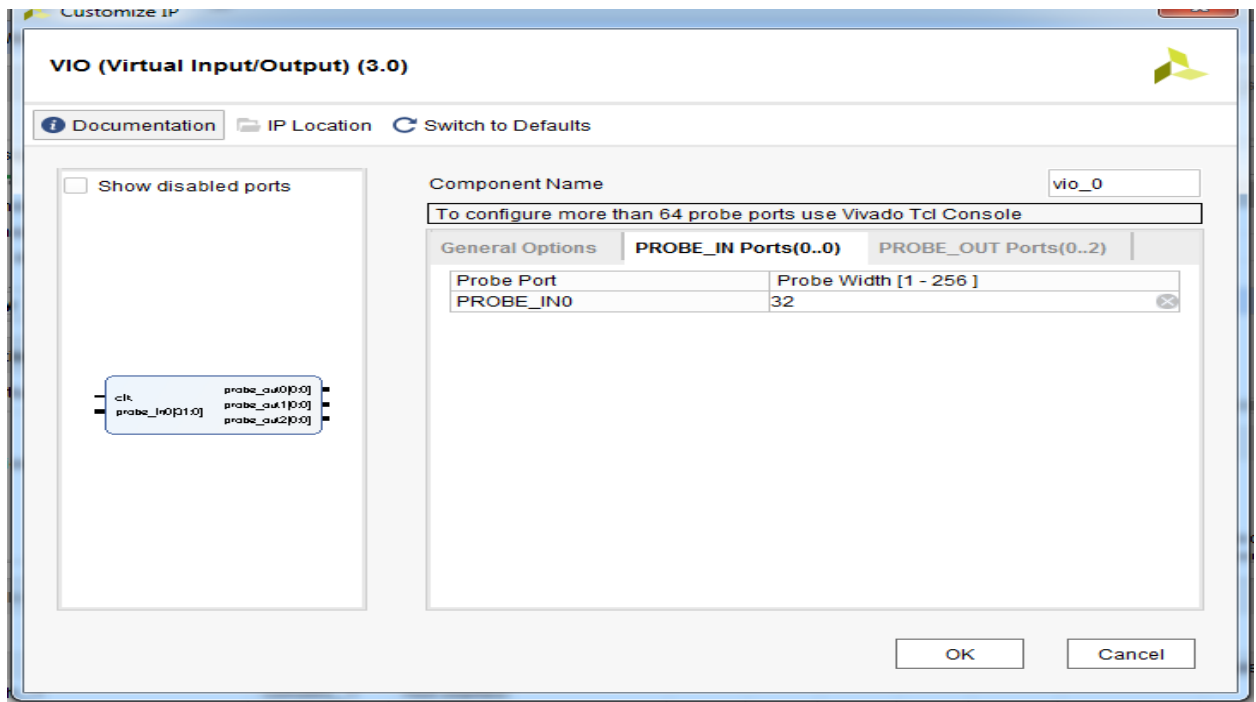 Customize IP
VIO (Virtual Input/Output) (3.0)
Documentation IP Location Switch to Defaults
Show disabled ports
Component Name vio_0
To configure more than 64 probe ports use Vivado Tcl Console
General Options PROBE_IN Ports(0..0) PROBE_OUT Ports(0..2)
Probe Port Probe Width [1 - 256 ]
PROBE_IN0 32
clk
probe_in0[31:0]
probe_out0[0:0]
probe_out1[0:0]
probe_out2[0:0]
OK Cancel